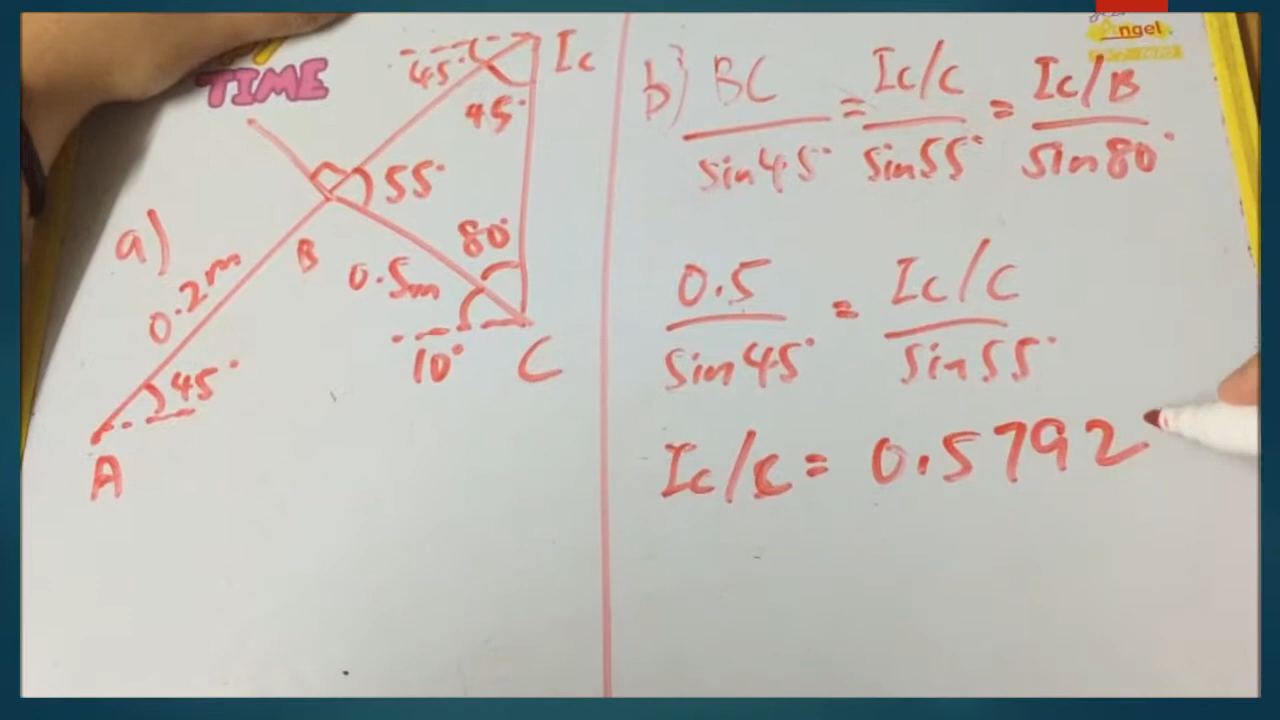 TIME
Angel
45°
Ic
45°
55°
a)
B
80°
0.2m
0.5m
10°
C
45°
A
b) BC/sin45° = Ic/C/sin55° = Ic/B/sin80°
0.5/sin45° = Ic/C/sin55°
Ic/C = 0.5792